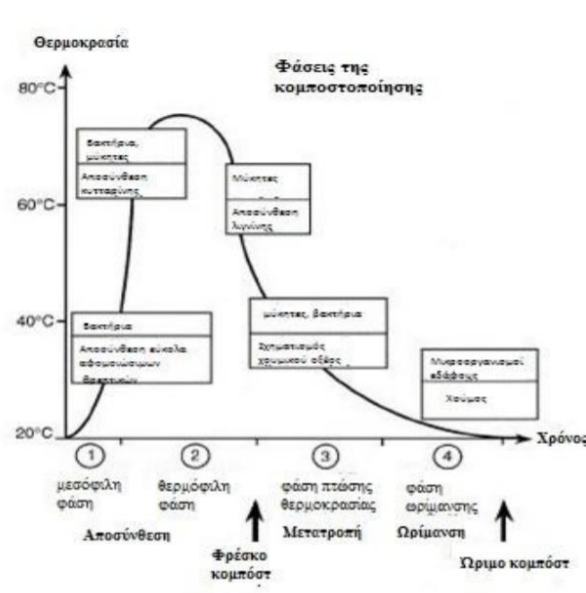 Θερμοκρασία
Φάσεις της
κομποστοποίησης
80°C
Βακτήρια,
μύκητες
Αποσύνθεση
κυτταρίνης
Μύκητες
Αποσύνθεση
λιγνίνης
60°C
40°C
Βακτήρια
Αποσύνθεση εύκολα
αφομοιώσιμων
θρεπτικών
μύκητες, βακτήρια
Σχηματισμός
χουμικού οξέος
Μικροοργανισμοί
εδάφους
Χούμος
20°C
Χρόνος
1
2
3
4
μεσόφιλη
φάση
θερμόφιλη
φάση
φάση πτώσης
θερμοκρασίας
φάση
ωρίμανσης
Αποσύνθεση
Μετατροπή
Ωρίμανση
Φρέσκο
κομπόστ
Ώριμο κομπόστ